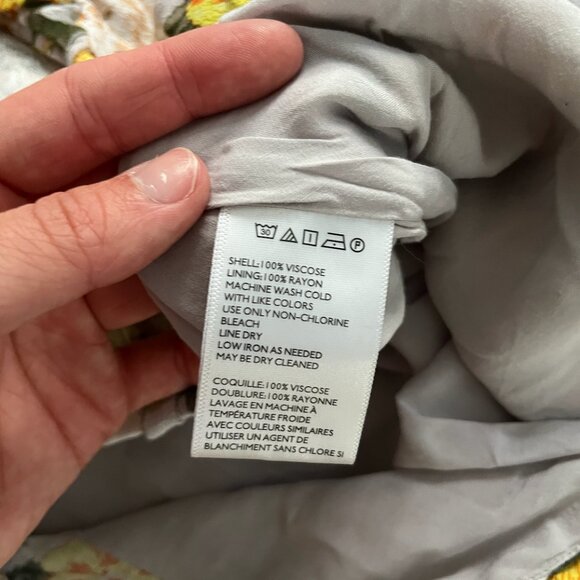 30 P
SHELL:100% VISCOSE
LINING:100% RAYON
MACHINE WASH COLD
WITH LIKE COLORS
USE ONLY NON-CHLORINE
BLEACH
LINE DRY
LOW IRON AS NEEDED
MAY BE DRY CLEANED
COQUILLE:100% VISCOSE
DOUBLURE:100% RAYONNE
LAVAGE EN MACHINE À
TEMPÉRATURE FROIDE
AVEC COULEURS SIMILAIRES
UTILISER UN AGENT DE
BLANCHIMENT SANS CHLORE SI